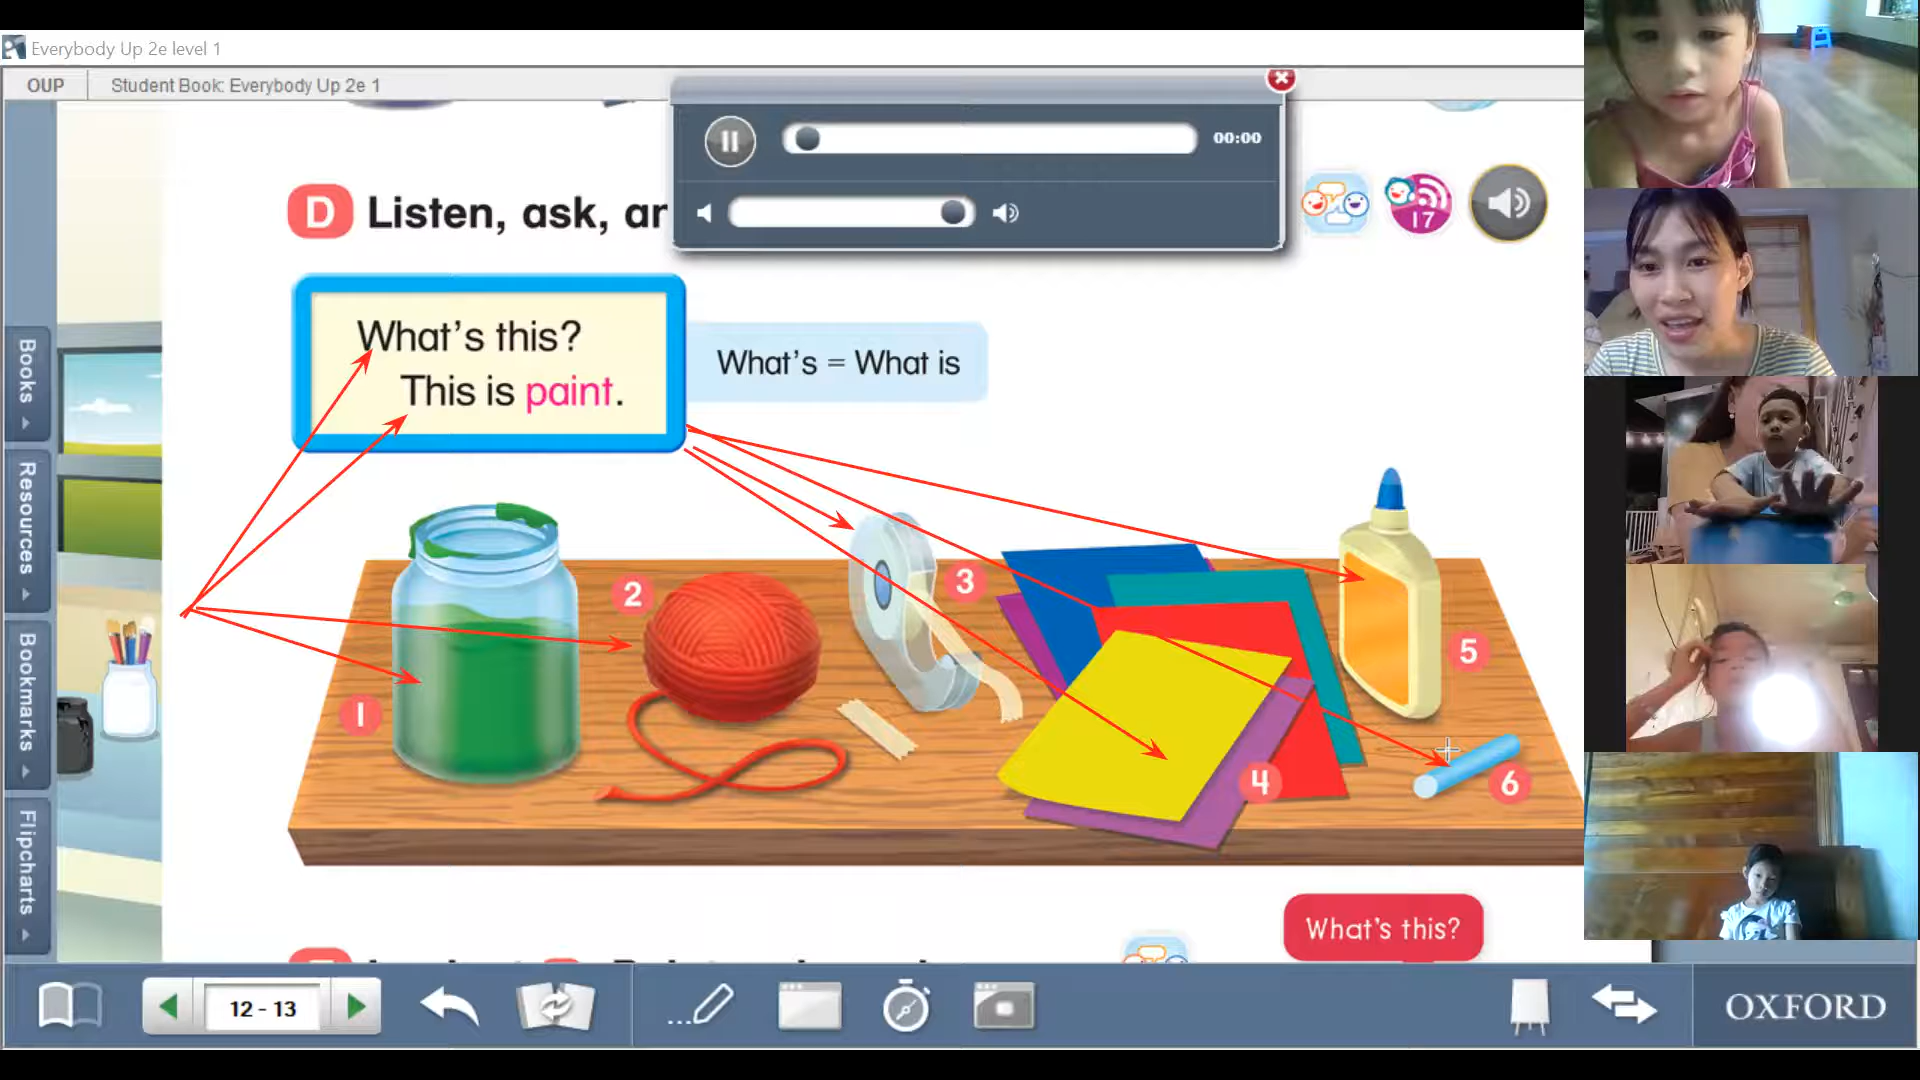 Everybody Up 2e level 1
OUP
Student Book: Everybody Up 2e 1
00:00
D Listen, ask, an
17
What's this?
This is paint.
What's = What is
Books
Resources
Bookmarks
Flipcharts
1
2
3
4
5
6
What's this?
12 - 13
OXFORD